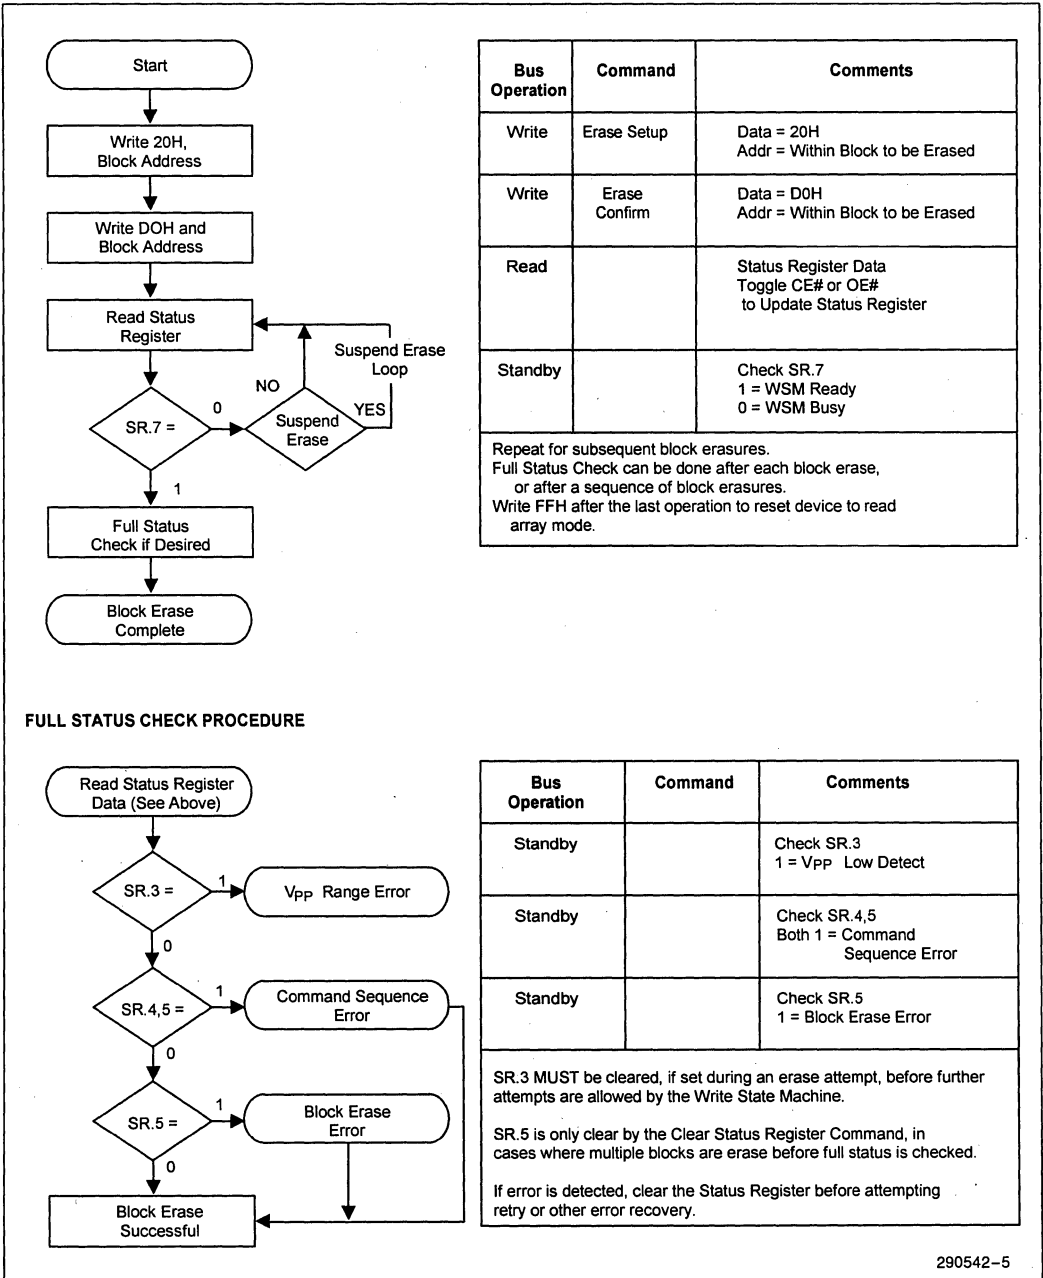 Start
Write 20H,
Block Address
Write DOH and
Block Address
Read Status
Register
Suspend Erase
Loop
NO
YES
SR.7 =
0
Suspend
Erase
1
Full Status
Check if Desired
Block Erase
Complete
Bus
Operation
Command
Comments
Write
Erase Setup
Data = 20H
Addr = Within Block to be Erased
Write
Erase
Confirm
Data = D0H
Addr = Within Block to be Erased
Read
Status Register Data
Toggle CE# or OE#
to Update Status Register
Standby
Check SR.7
1 = WSM Ready
0 = WSM Busy
Repeat for subsequent block erasures.
Full Status Check can be done after each block erase,
or after a sequence of block erasures.
Write FFH after the last operation to reset device to read
array mode.
FULL STATUS CHECK PROCEDURE
Read Status Register
Data (See Above)
SR.3 =
1
VPP Range Error
0
SR.4,5 =
1
Command Sequence
Error
0
SR.5 =
1
Block Erase
Error
0
Block Erase
Successful
Bus
Operation
Command
Comments
Standby
Check SR.3
1 = VPP Low Detect
Standby
Check SR.4,5
Both 1 = Command
Sequence Error
Standby
Check SR.5
1 = Block Erase Error
SR.3 MUST be cleared, if set during an erase attempt, before further
attempts are allowed by the Write State Machine.
SR.5 is only clear by the Clear Status Register Command, in
cases where multiple blocks are erase before full status is checked.
If error is detected, clear the Status Register before attempting
retry or other error recovery.
290542–5